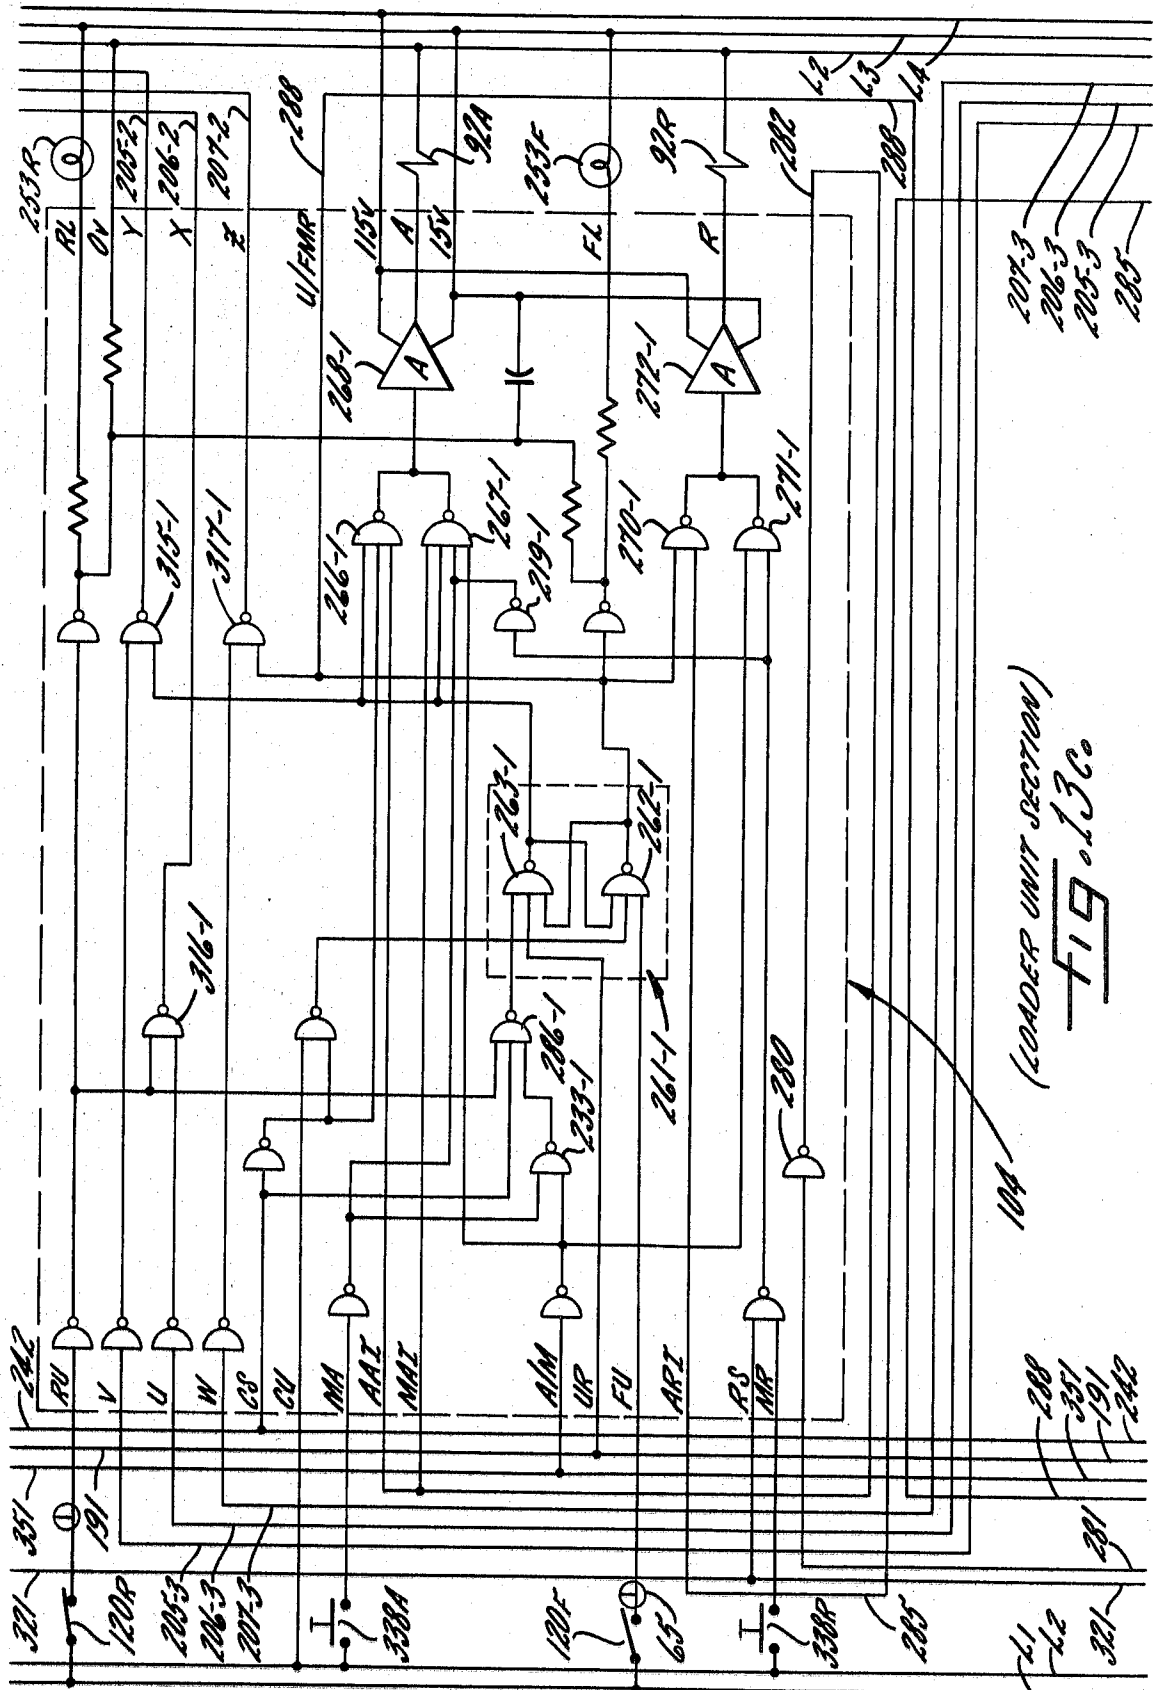 253R
RL
0V
Y
205-2
X
206-2
Z
207-2
U/FMR
288
115V
A
92A
15V
253F
FL
92R
R
282
288
L2
L3
L4
207-3
206-3
205-3
285
315-1
317-1
268-1
272-1
A
A
266-1
267-1
219-1
270-1
271-1
316-1
263-1
262-1
286-1
233-1
261-1
280
104
(LOADER UNIT SECTION)
Fig. 13C.
242
RU
V
U
W
CS
CU
MA
AAI
MAI
A/M
UR
FU
ARI
RS
MR
351
191
288
351
191
242
321
120R
205-3
206-3
207-3
338A
120F
65
338R
285
281
321
L1
L2